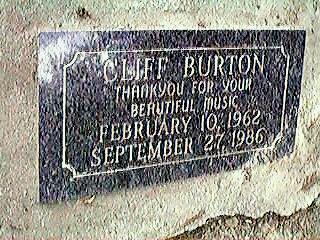 CLIFF BURTON
THANKYOU FOR YOUR
BEAUTIFUL MUSIC
FEBRUARY 10, 1962
SEPTEMBER 27, 1986